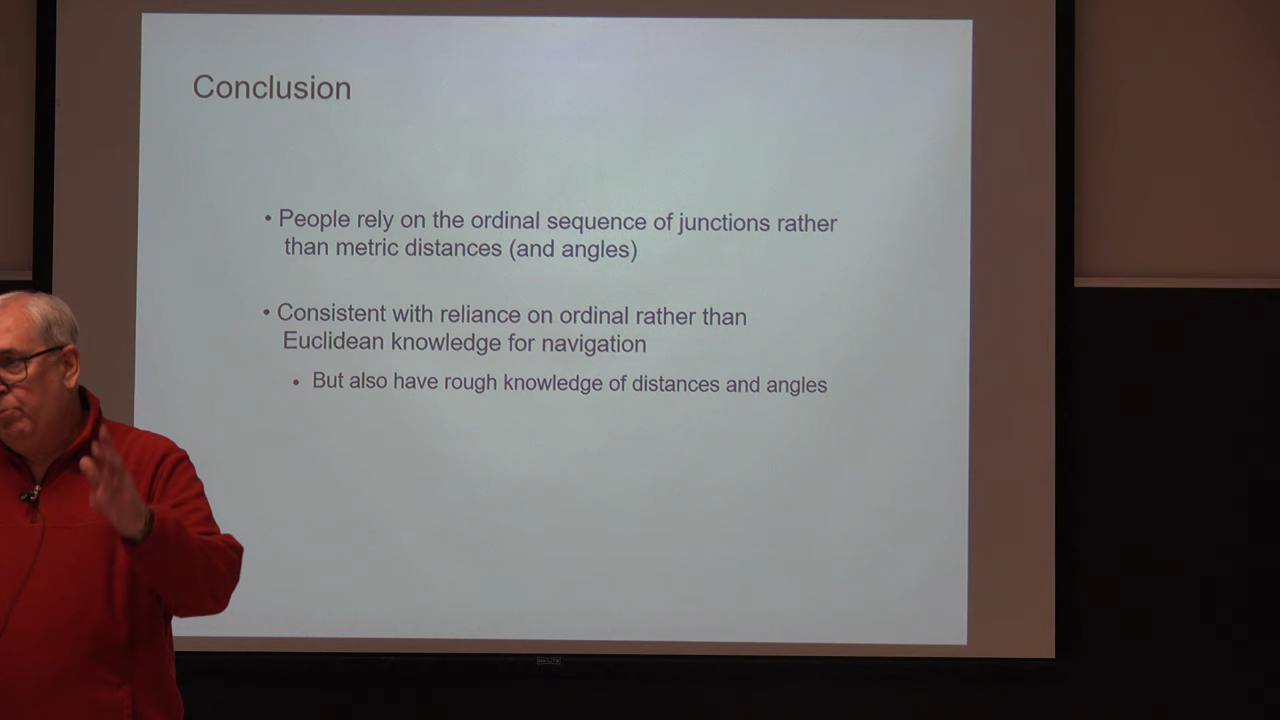 Conclusion
• People rely on the ordinal sequence of junctions rather
than metric distances (and angles)
• Consistent with reliance on ordinal rather than
Euclidean knowledge for navigation
• But also have rough knowledge of distances and angles